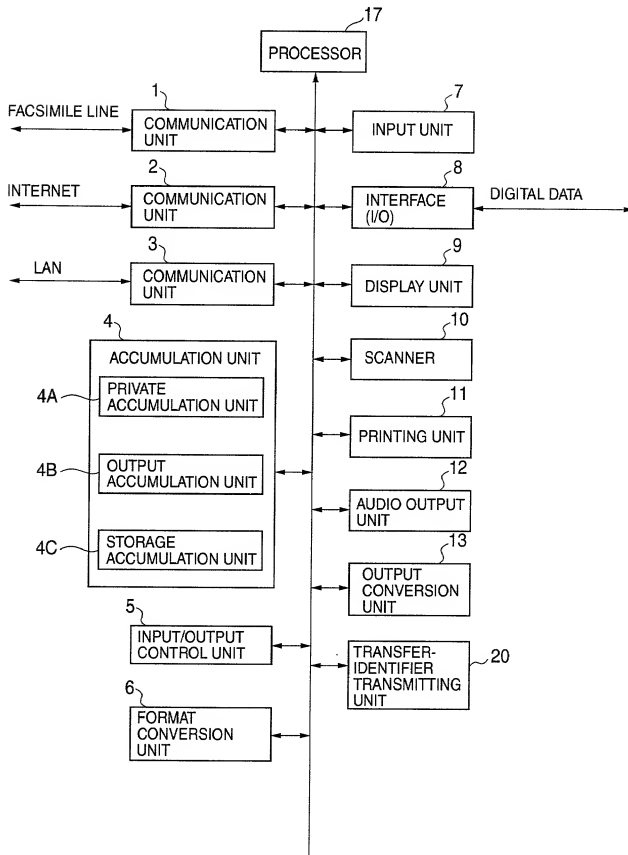 17
PROCESSOR
1
7
FACSIMILE LINE
COMMUNICATION
UNIT
INPUT UNIT
2
8
INTERNET
COMMUNICATION
UNIT
INTERFACE
(I/O)
DIGITAL DATA
3
9
LAN
COMMUNICATION
UNIT
DISPLAY UNIT
4
10
ACCUMULATION UNIT
SCANNER
4A
PRIVATE
ACCUMULATION UNIT
11
PRINTING UNIT
4B
OUTPUT
ACCUMULATION UNIT
12
AUDIO OUTPUT
UNIT
4C
STORAGE
ACCUMULATION UNIT
13
OUTPUT
CONVERSION
UNIT
5
INPUT/OUTPUT
CONTROL UNIT
TRANSFER-
IDENTIFIER
TRANSMITTING
UNIT
20
6
FORMAT
CONVERSION
UNIT